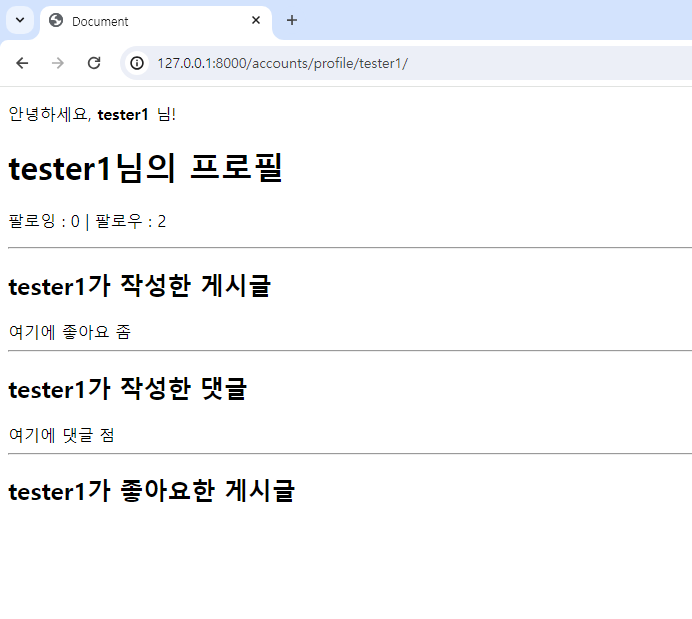 Document
127.0.0.1:8000/accounts/profile/tester1/
안녕하세요, tester1 님!
tester1님의 프로필
팔로잉 : 0 | 팔로우 : 2
tester1가 작성한 게시글
여기에 좋아요 좀
tester1가 작성한 댓글
여기에 댓글 점
tester1가 좋아요한 게시글